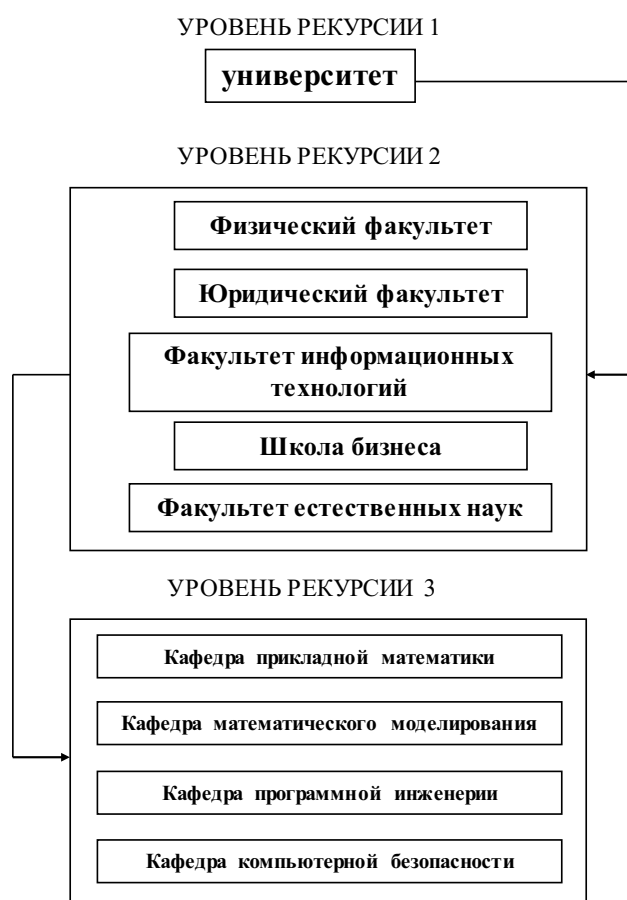 УРОВЕНЬ РЕКУРСИИ 1
университет
УРОВЕНЬ РЕКУРСИИ 2
Физический факультет
Юридический факультет
Факультет информационных
технологий
Школа бизнеса
Факультет естественных наук
УРОВЕНЬ РЕКУРСИИ 3
Кафедра прикладной математики
Кафедра математического моделирования
Кафедра программной инженерии
Кафедра компьютерной безопасности